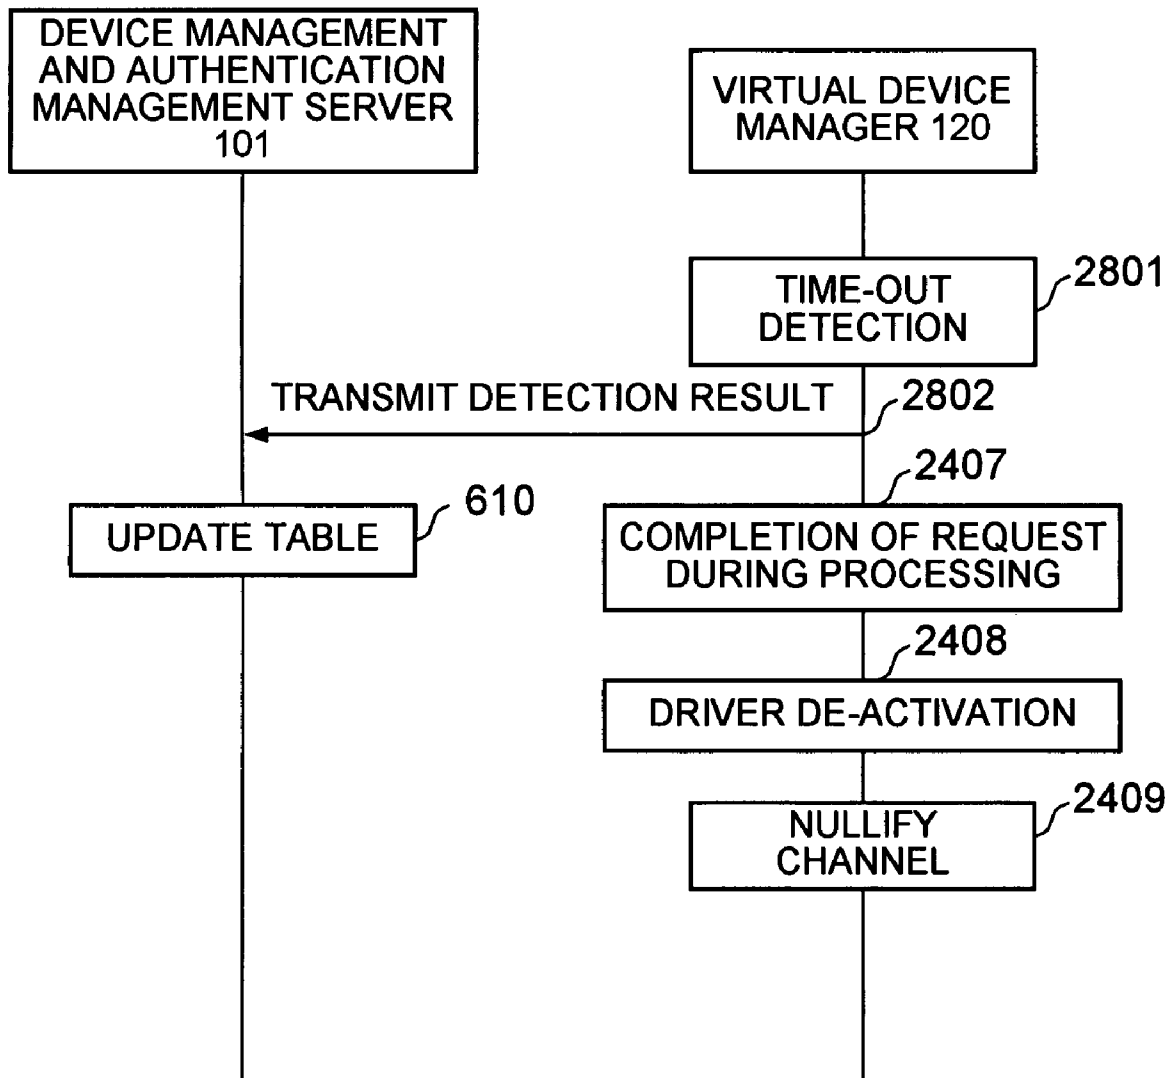 DEVICE MANAGEMENT
AND AUTHENTICATION
MANAGEMENT SERVER
101
VIRTUAL DEVICE
MANAGER 120
TIME-OUT
DETECTION
2801
TRANSMIT DETECTION RESULT
2802
UPDATE TABLE
610
2407
COMPLETION OF REQUEST
DURING PROCESSING
2408
DRIVER DE-ACTIVATION
NULLIFY
CHANNEL
2409